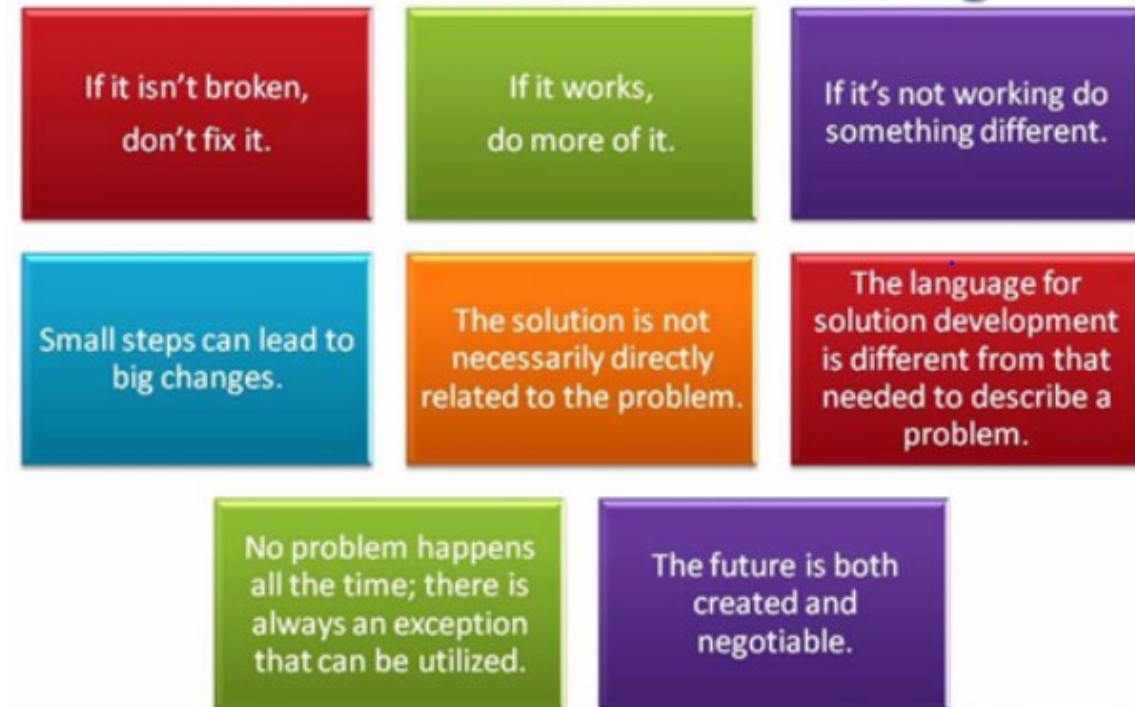 If it isn’t broken,
don’t fix it.
If it works,
do more of it.
If it’s not working do
something different.
Small steps can lead to
big changes.
The solution is not
necessarily directly
related to the problem.
The language for
solution development
is different from that
needed to describe a
problem.
No problem happens
all the time; there is
always an exception
that can be utilized.
The future is both
created and
negotiable.